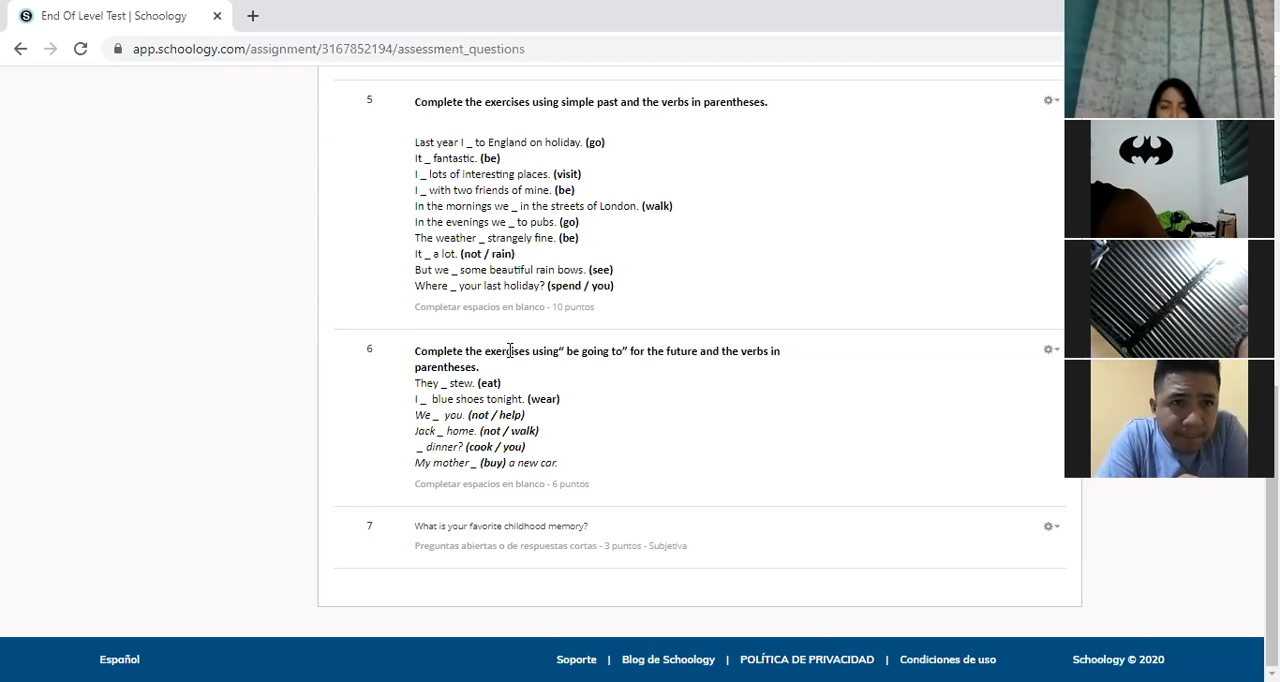 End Of Level Test | Schoology
app.schoology.com/assignment/3167852194/assessment_questions
5
Complete the exercises using simple past and the verbs in parentheses.
Last year I _ to England on holiday. (go)
It _ fantastic. (be)
I _ lots of interesting places. (visit)
I _ with two friends of mine. (be)
In the mornings we _ in the streets of London. (walk)
In the evenings we _ to pubs. (go)
The weather _ strangely fine. (be)
It _ a lot. (not / rain)
But we _ some beautiful rain bows. (see)
Where _ your last holiday? (spend / you)
Completar espacios en blanco - 10 puntos
6
Complete the exercises using“ be going to” for the future and the verbs in
parentheses.
They _ stew. (eat)
I _ blue shoes tonight. (wear)
We _ you. (not / help)
Jack _ home. (not / walk)
_ dinner? (cook / you)
My mother _ (buy) a new car.
Completar espacios en blanco - 6 puntos
7
What is your favorite childhood memory?
Preguntas abiertas o de respuestas cortas - 3 puntos - Subjetiva
Español
Soporte | Blog de Schoology | POLÍTICA DE PRIVACIDAD | Condiciones de uso
Schoology © 2020